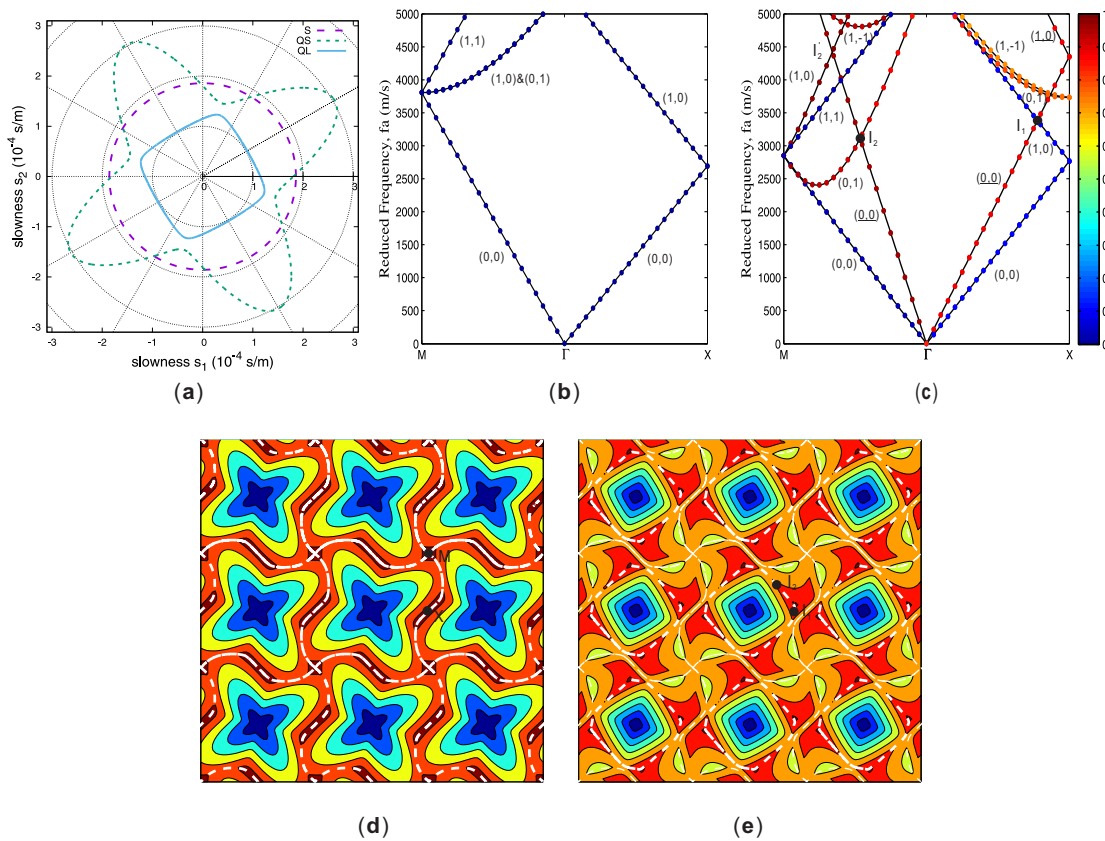 S
QS
QL
3
2
1
0
-1
-2
-3
-3 -2 -1 0 1 2 3
0 1 2 3
slowness s2 (10-4 s/m)
slowness s1 (10-4 s/m)
(a)
5000
4500
4000
3500
3000
2500
2000
1500
1000
500
0
Reduced Frequency, fa (m/s)
(1,1)
(1,0)&(0,1)
(1,0)
(0,0)
(0,0)
M Γ X
(b)
5000
4500
4000
3500
3000
2500
2000
1500
1000
500
0
Reduced Frequency, fa (m/s)
I2'
(1,-1)
(1,0)
(1,1)
I2
(0,1)
(0,0)
(0,0)
(1,0)
(1,-1)
(0,1)
I1
(1,0)
(0,0)
(0,0)
M Γ X
(c)
M
X
(d)
I2
(e)